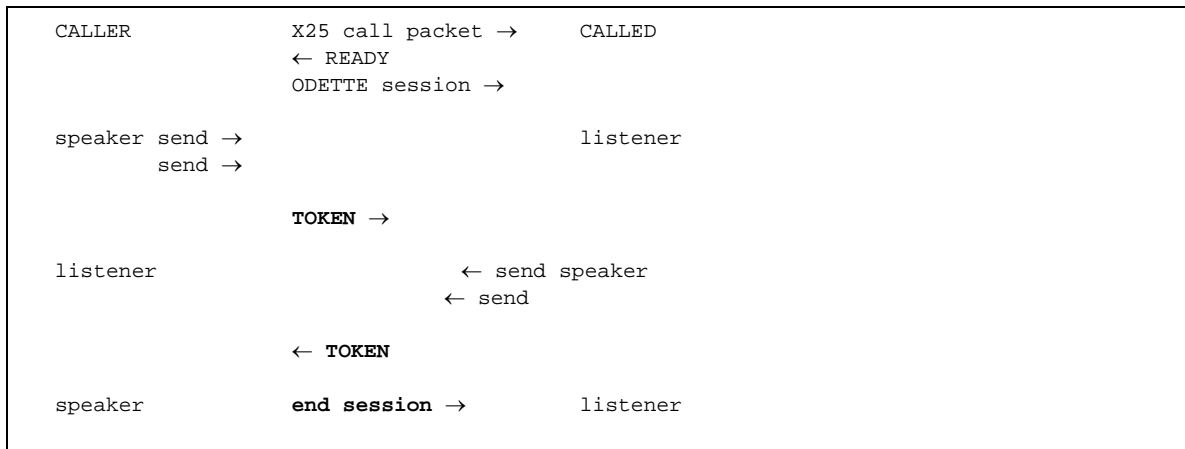 CALLER X25 call packet → CALLED
← READY
ODETTE session →
speaker send → listener
send →
TOKEN →
listener ← send speaker
← send
← TOKEN
speaker end session → listener